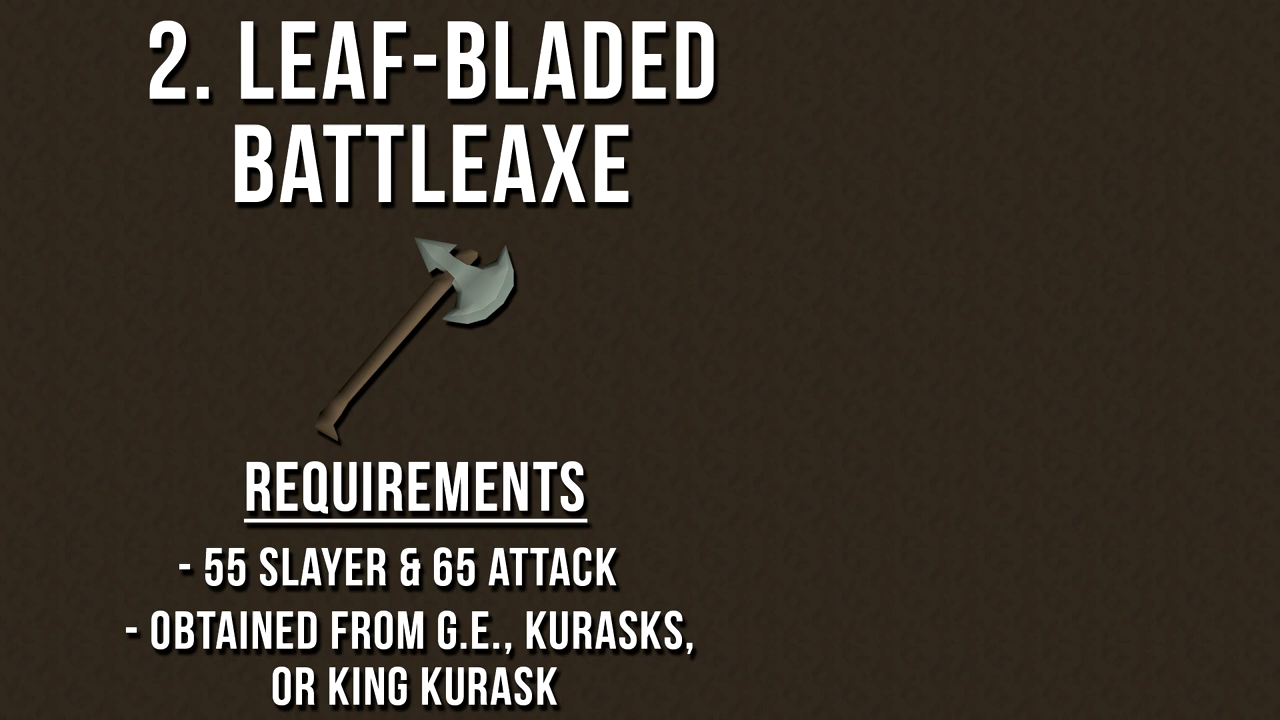 2. LEAF-BLADED
BATTLEAXE
REQUIREMENTS
- 55 SLAYER & 65 ATTACK
- OBTAINED FROM G.E., KURASKS,
OR KING KURASK